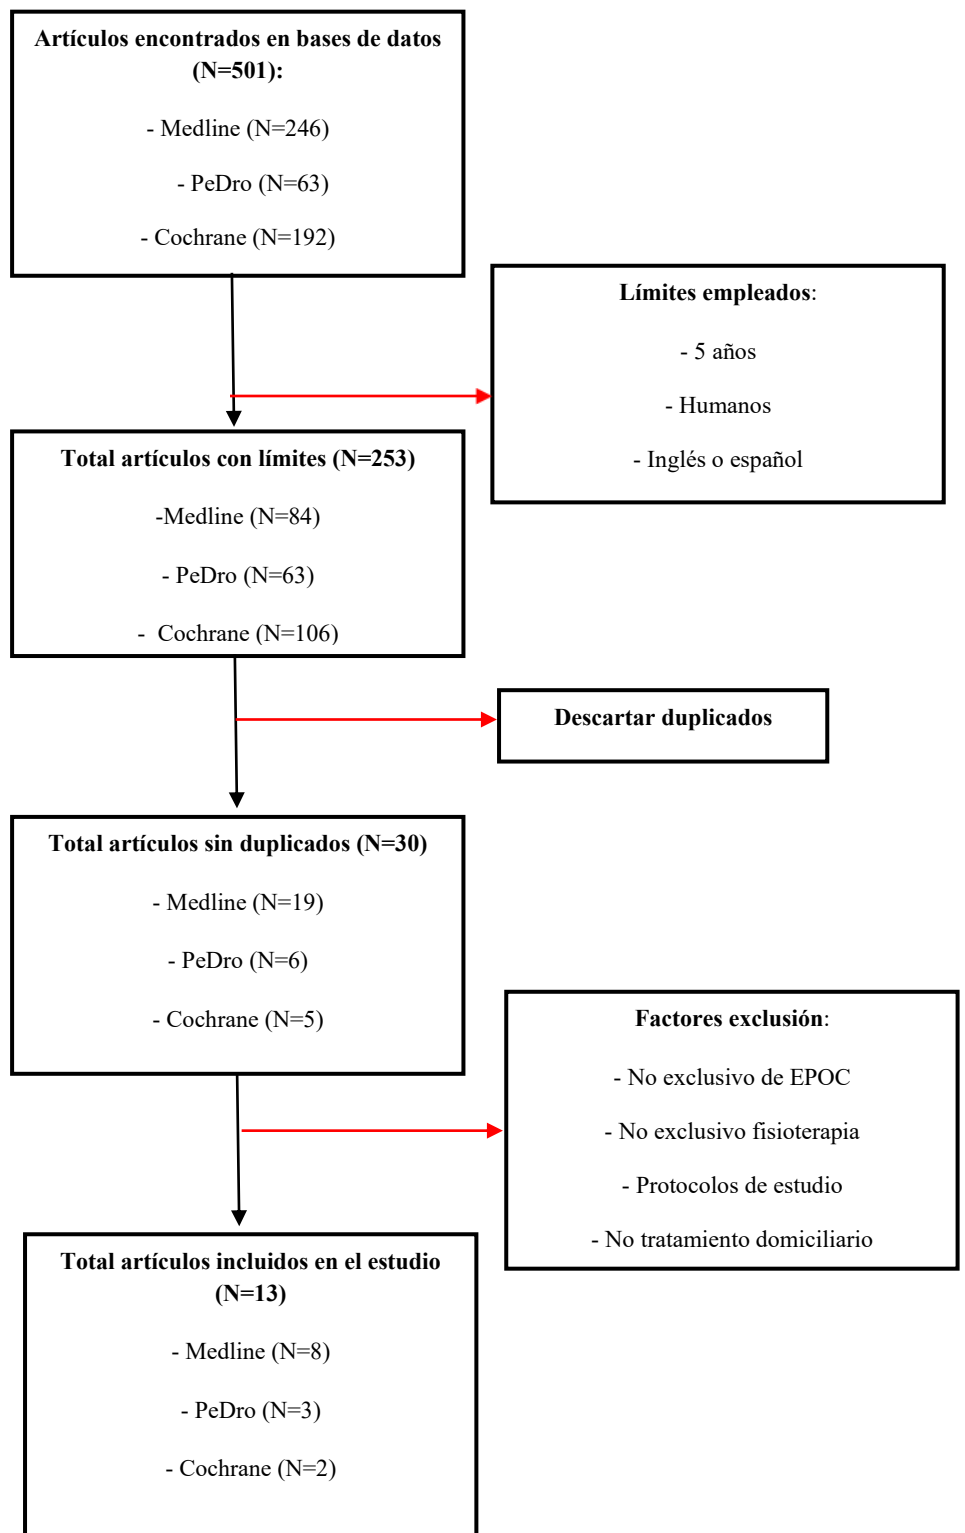 Artículos encontrados en bases de datos
(N=501):
- Medline (N=246)
- PeDro (N=63)
- Cochrane (N=192)
Límites empleados:
- 5 años
- Humanos
- Inglés o español
Total artículos con límites (N=253)
-Medline (N=84)
- PeDro (N=63)
- Cochrane (N=106)
Descartar duplicados
Total artículos sin duplicados (N=30)
- Medline (N=19)
- PeDro (N=6)
- Cochrane (N=5)
Factores exclusión:
- No exclusivo de EPOC
- No exclusivo fisioterapia
- Protocolos de estudio
- No tratamiento domiciliario
Total artículos incluidos en el estudio
(N=13)
- Medline (N=8)
- PeDro (N=3)
- Cochrane (N=2)